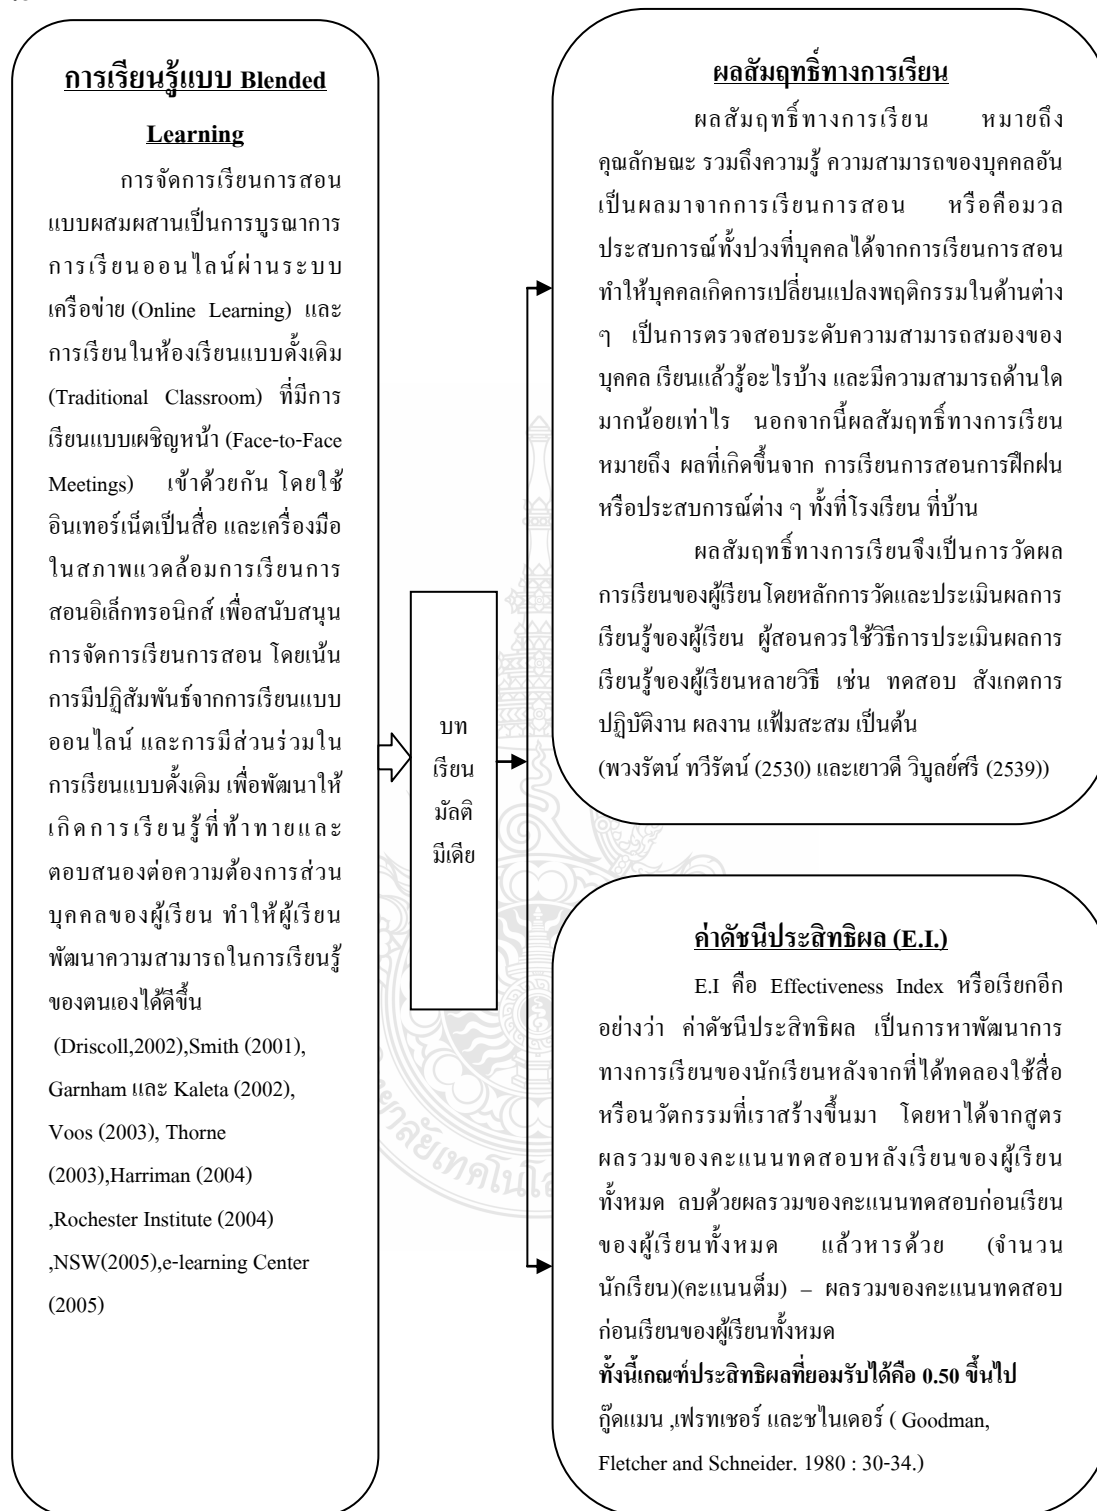 การเรียนรู้แบบ Blended
Learning
การจัดการเรียนการสอน
แบบผสมผสานเป็นการบูรณาการ
การเรียนออนไลน์ผ่านระบบ
เครือข่าย (Online Learning) และ
การเรียนในห้องเรียนแบบดั้งเดิม
(Traditional Classroom) ที่มีการ
เรียนแบบเผชิญหน้า (Face-to-Face
Meetings) เข้าด้วยกัน โดยใช้
อินเทอร์เน็ตเป็นสื่อ และเครื่องมือ
ในสภาพแวดล้อมการเรียนการ
สอนอิเล็กทรอนิกส์ เพื่อสนับสนุน
การจัดการเรียนการสอน โดยเน้น
การมีปฏิสัมพันธ์จากการเรียนแบบ
ออนไลน์ และการมีส่วนร่วมใน
การเรียนแบบดั้งเดิม เพื่อพัฒนาให้
เกิดการเรียนรู้ที่ท้าทายและ
ตอบสนองต่อความต้องการส่วน
บุคคลของผู้เรียน ทำให้ผู้เรียน
พัฒนาความสามารถในการเรียนรู้
ของตนเองได้ดีขึ้น
(Driscoll,2002),Smith (2001),
Garnham และ Kaleta (2002),
Voos (2003), Thorne
(2003),Harriman (2004)
,Rochester Institute (2004)
,NSW(2005),e-learning Center
(2005)
บท
เรียน
มัลติ
มีเดีย
ผลสัมฤทธิ์ทางการเรียน
ผลสัมฤทธิ์ทางการเรียน หมายถึง
คุณลักษณะ รวมถึงความรู้ ความสามารถของบุคคลอัน
เป็นผลมาจากการเรียนการสอน หรือคือมวล
ประสบการณ์ทั้งปวงที่บุคคลได้จากการเรียนการสอน
ทำให้บุคคลเกิดการเปลี่ยนแปลงพฤติกรรมในด้านต่าง
ๆ เป็นการตรวจสอบระดับความสามารถสมองของ
บุคคล เรียนแล้วรู้อะไรบ้าง และมีความสามารถด้านใด
มากน้อยเท่าไร นอกจากนี้ผลสัมฤทธิ์ทางการเรียน
หมายถึง ผลที่เกิดขึ้นจาก การเรียนการสอนการฝึกฝน
หรือประสบการณ์ต่าง ๆ ทั้งที่โรงเรียน ที่บ้าน
ผลสัมฤทธิ์ทางการเรียนจึงเป็นการวัดผล
การเรียนของผู้เรียนโดยหลักการวัดและประเมินผลการ
เรียนรู้ของผู้เรียน ผู้สอนควรใช้วิธีการประเมินผลการ
เรียนรู้ของผู้เรียนหลายวิธี เช่น ทดสอบ สังเกตการ
ปฏิบัติงาน ผลงาน แฟ้มสะสม เป็นต้น
(พวงรัตน์ ทวีรัตน์ (2530) และเยาวดี วิบูลย์ศรี (2539))
ค่าดัชนีประสิทธิผล (E.I.)
E.I คือ Effectiveness Index หรือเรียกอีก
อย่างว่า ค่าดัชนีประสิทธิผล เป็นการหาพัฒนาการ
ทางการเรียนของนักเรียนหลังจากที่ได้ทดลองใช้สื่อ
หรือนวัตกรรมที่เราสร้างขึ้นมา โดยหาได้จากสูตร
ผลรวมของคะแนนทดสอบหลังเรียนของผู้เรียน
ทั้งหมด ลบด้วยผลรวมของคะแนนทดสอบก่อนเรียน
ของผู้เรียนทั้งหมด แล้วหารด้วย (จำนวน
นักเรียน)(คะแนนต็ม) – ผลรวมของคะแนนทดสอบ
ก่อนเรียนของผู้เรียนทั้งหมด
ทั้งนี้เกณฑ์ประสิทธิผลที่ยอมรับได้คือ 0.50 ขึ้นไป
กู๊ดแมน ,เฟรทเชอร์ และชไนเดอร์ ( Goodman,
Fletcher and Schneider. 1980 : 30-34.)